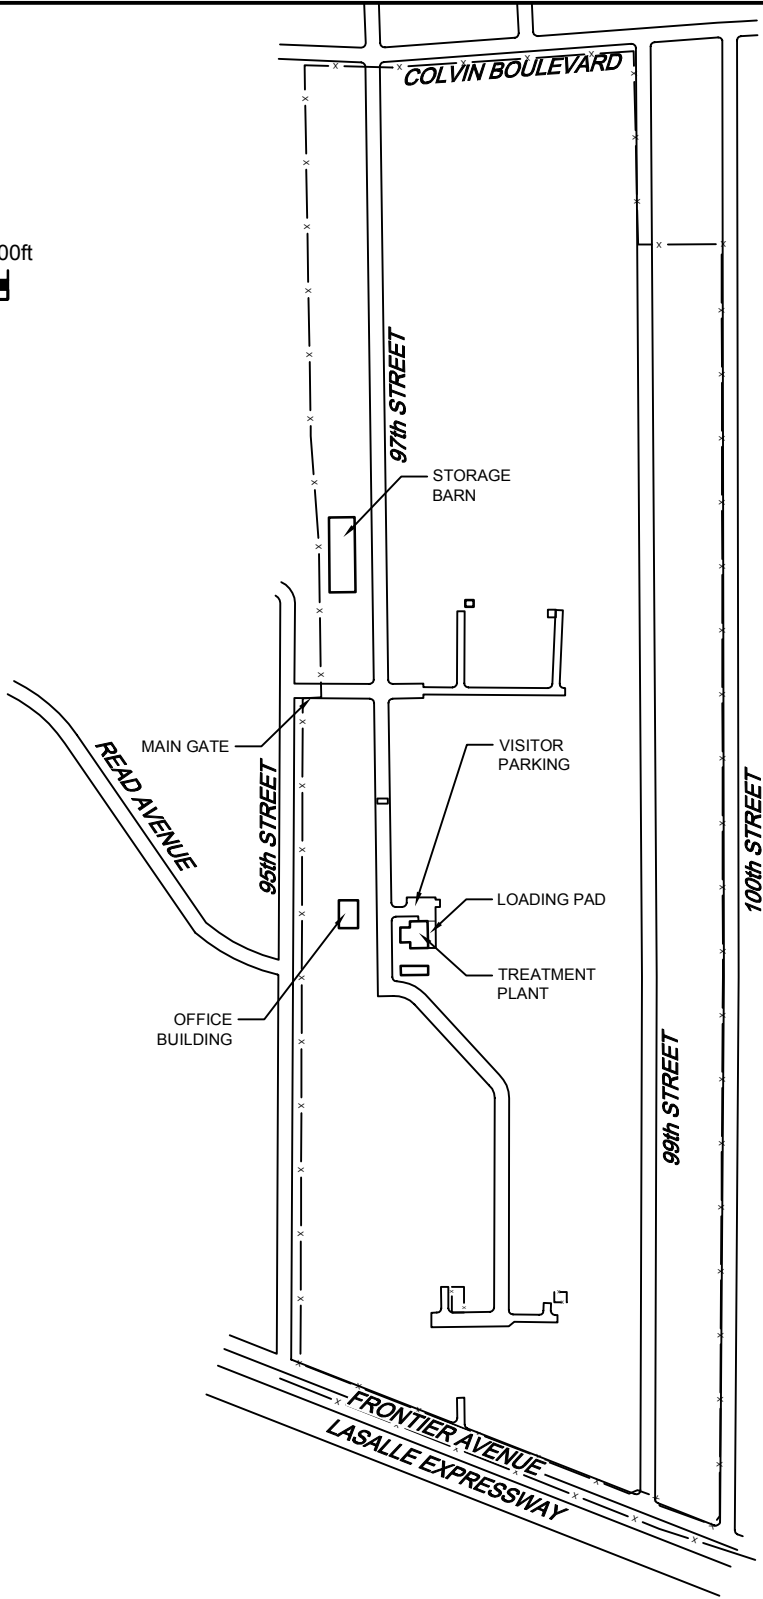 COLVIN BOULEVARD
00ft
97th STREET
STORAGE
BARN
MAIN GATE
VISITOR
PARKING
READ AVENUE
95th STREET
100th STREET
LOADING PAD
TREATMENT
PLANT
OFFICE
BUILDING
99th STREET
FRONTIER AVENUE
LASALLE EXPRESSWAY